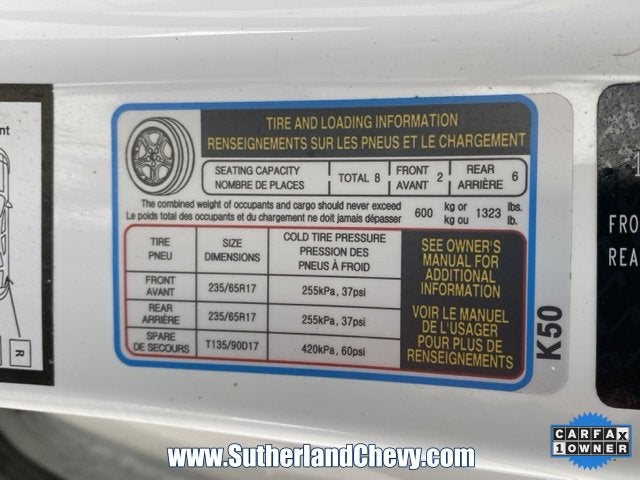 nt
R
TIRE AND LOADING INFORMATION
RENSEIGNEMENTS SUR LES PNEUS ET LE CHARGEMENT
SEATING CAPACITY
NOMBRE DE PLACES
TOTAL 8
FRONT
AVANT 2
REAR
ARRIÈRE 6
The combined weight of occupants and cargo should never exceed 600 kg or 1323 lbs.
Le poids total des occupants et du chargement ne doit jamais dépasser kg ou lb.
TIRE
PNEU
SIZE
DIMENSIONS
COLD TIRE PRESSURE
PRESSION DES
PNEUS À FROID
FRONT
AVANT
235/65R17
255kPa, 37psi
REAR
ARRIÈRE
235/65R17
255kPa, 37psi
SPARE
DE SECOURS
T135/90D17
420kPa, 60psi
SEE OWNER'S
MANUAL FOR
ADDITIONAL
INFORMATION
VOIR LE MANUEL
DE L'USAGER
POUR PLUS DE
RENSEIGNEMENTS
K50
FRO
REA
www.SutherlandChevy.com
CARFAX
1 OWNER